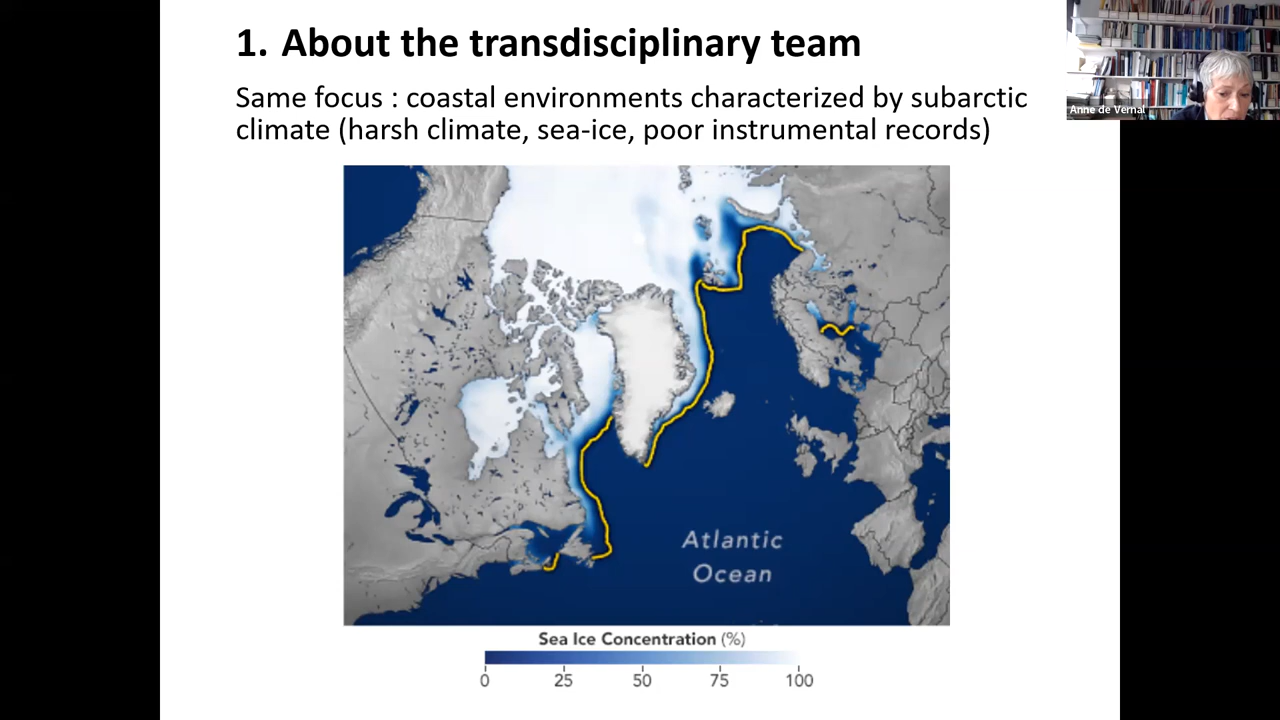 1. About the transdisciplinary team
Anne de Vernal
Same focus : coastal environments characterized by subarctic
climate (harsh climate, sea-ice, poor instrumental records)
Atlantic
Ocean
Sea Ice Concentration (%)
0 25 50 75 100